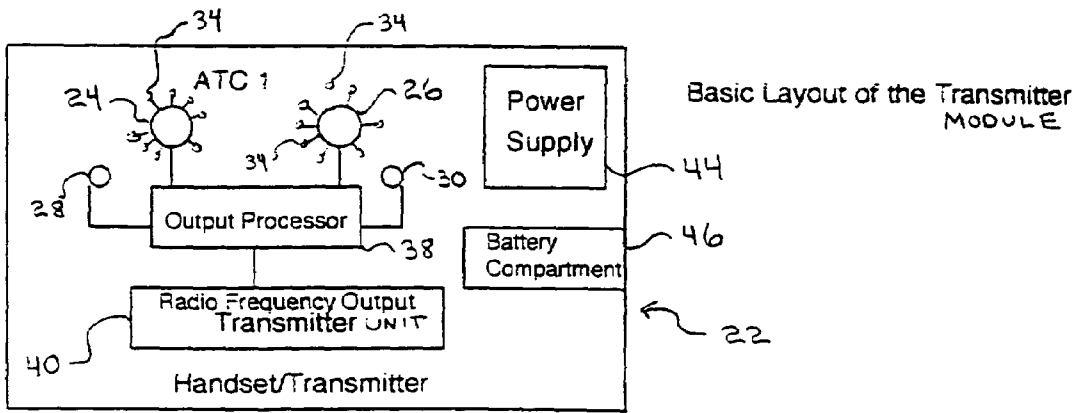 34
34
ATC 1
24
26
Power
Supply
Basic Layout of the Transmitter
MODULE
34
44
28
30
Output Processor
38
Battery
Compartment
46
Radio Frequency Output
Transmitter UNIT
40
22
Handset/Transmitter